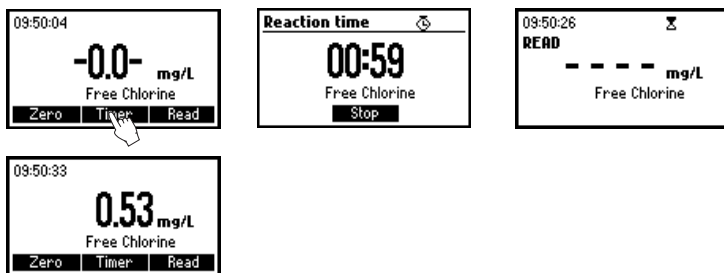 09:50:04
-0.0- mg/L
Free Chlorine
Zero Timer Read
Reaction time
00:59
Free Chlorine
Stop
09:50:26
READ
- - - - mg/L
Free Chlorine
09:50:33
0.53 mg/L
Free Chlorine
Zero Timer Read